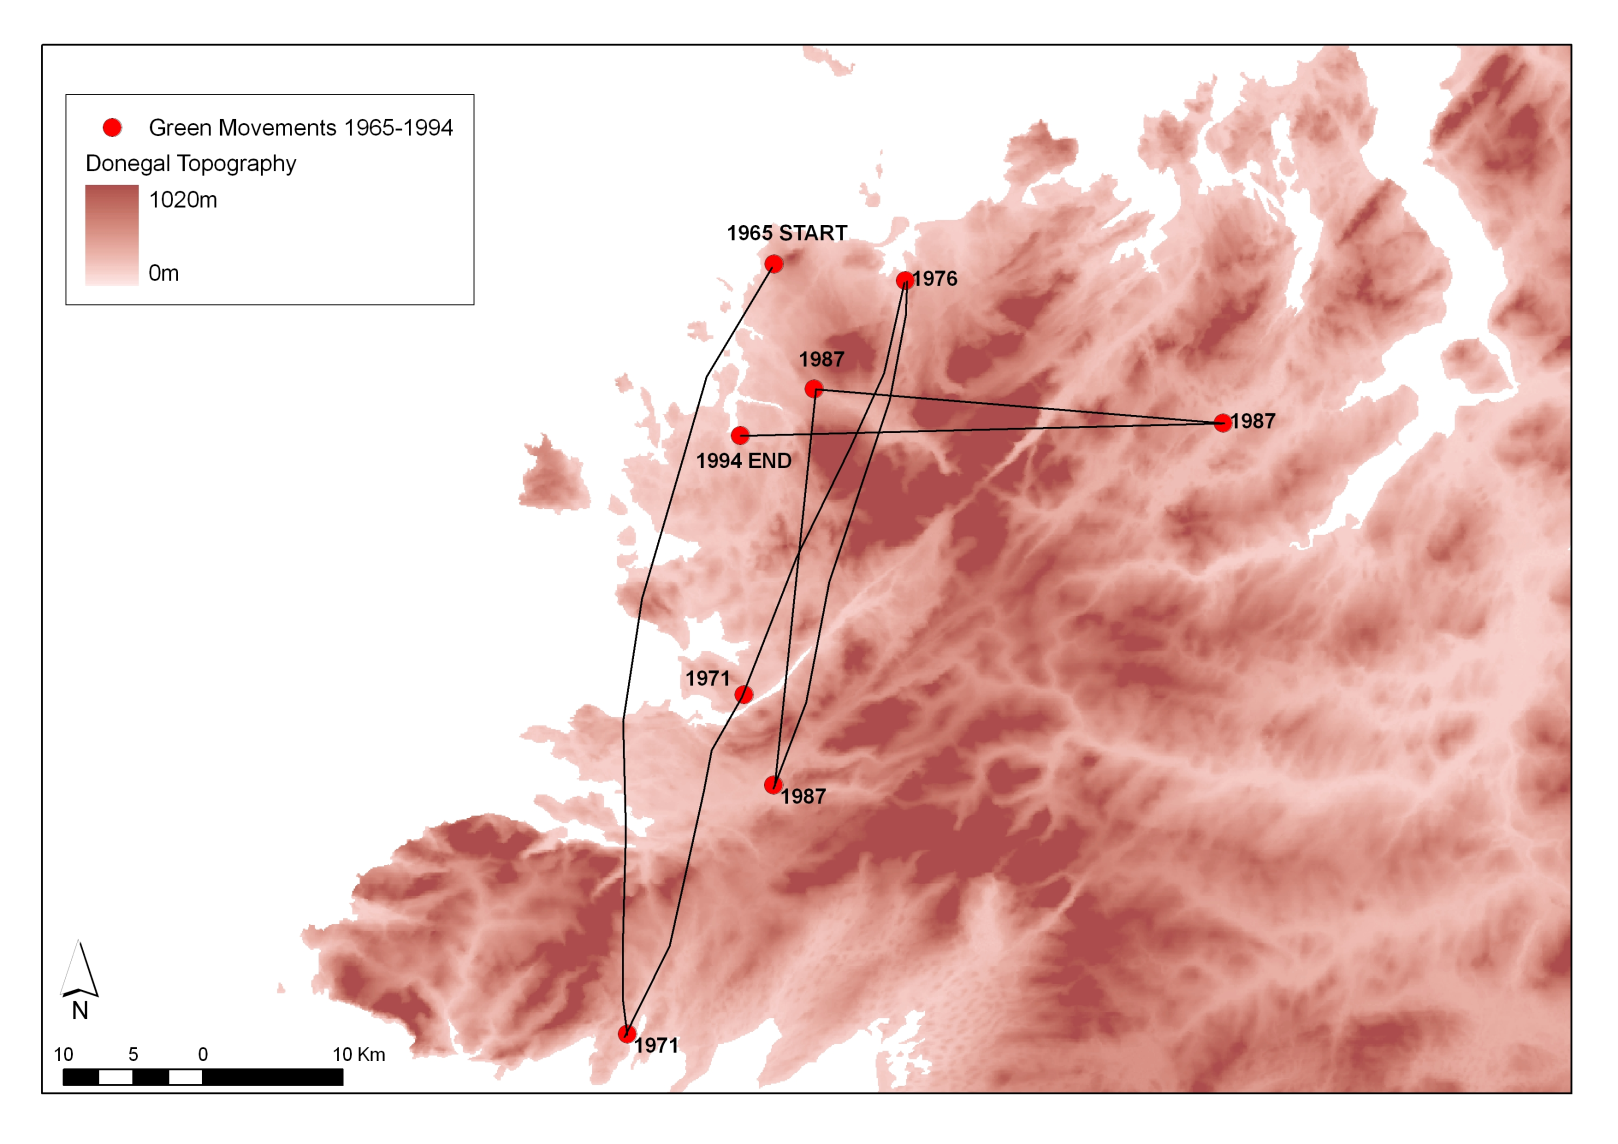 Green Movements 1965-1994
Donegal Topography
1020m
0m
1965 START
1976
1987
1987
1994 END
1971
1987
1971
N
10 5 0 10 Km